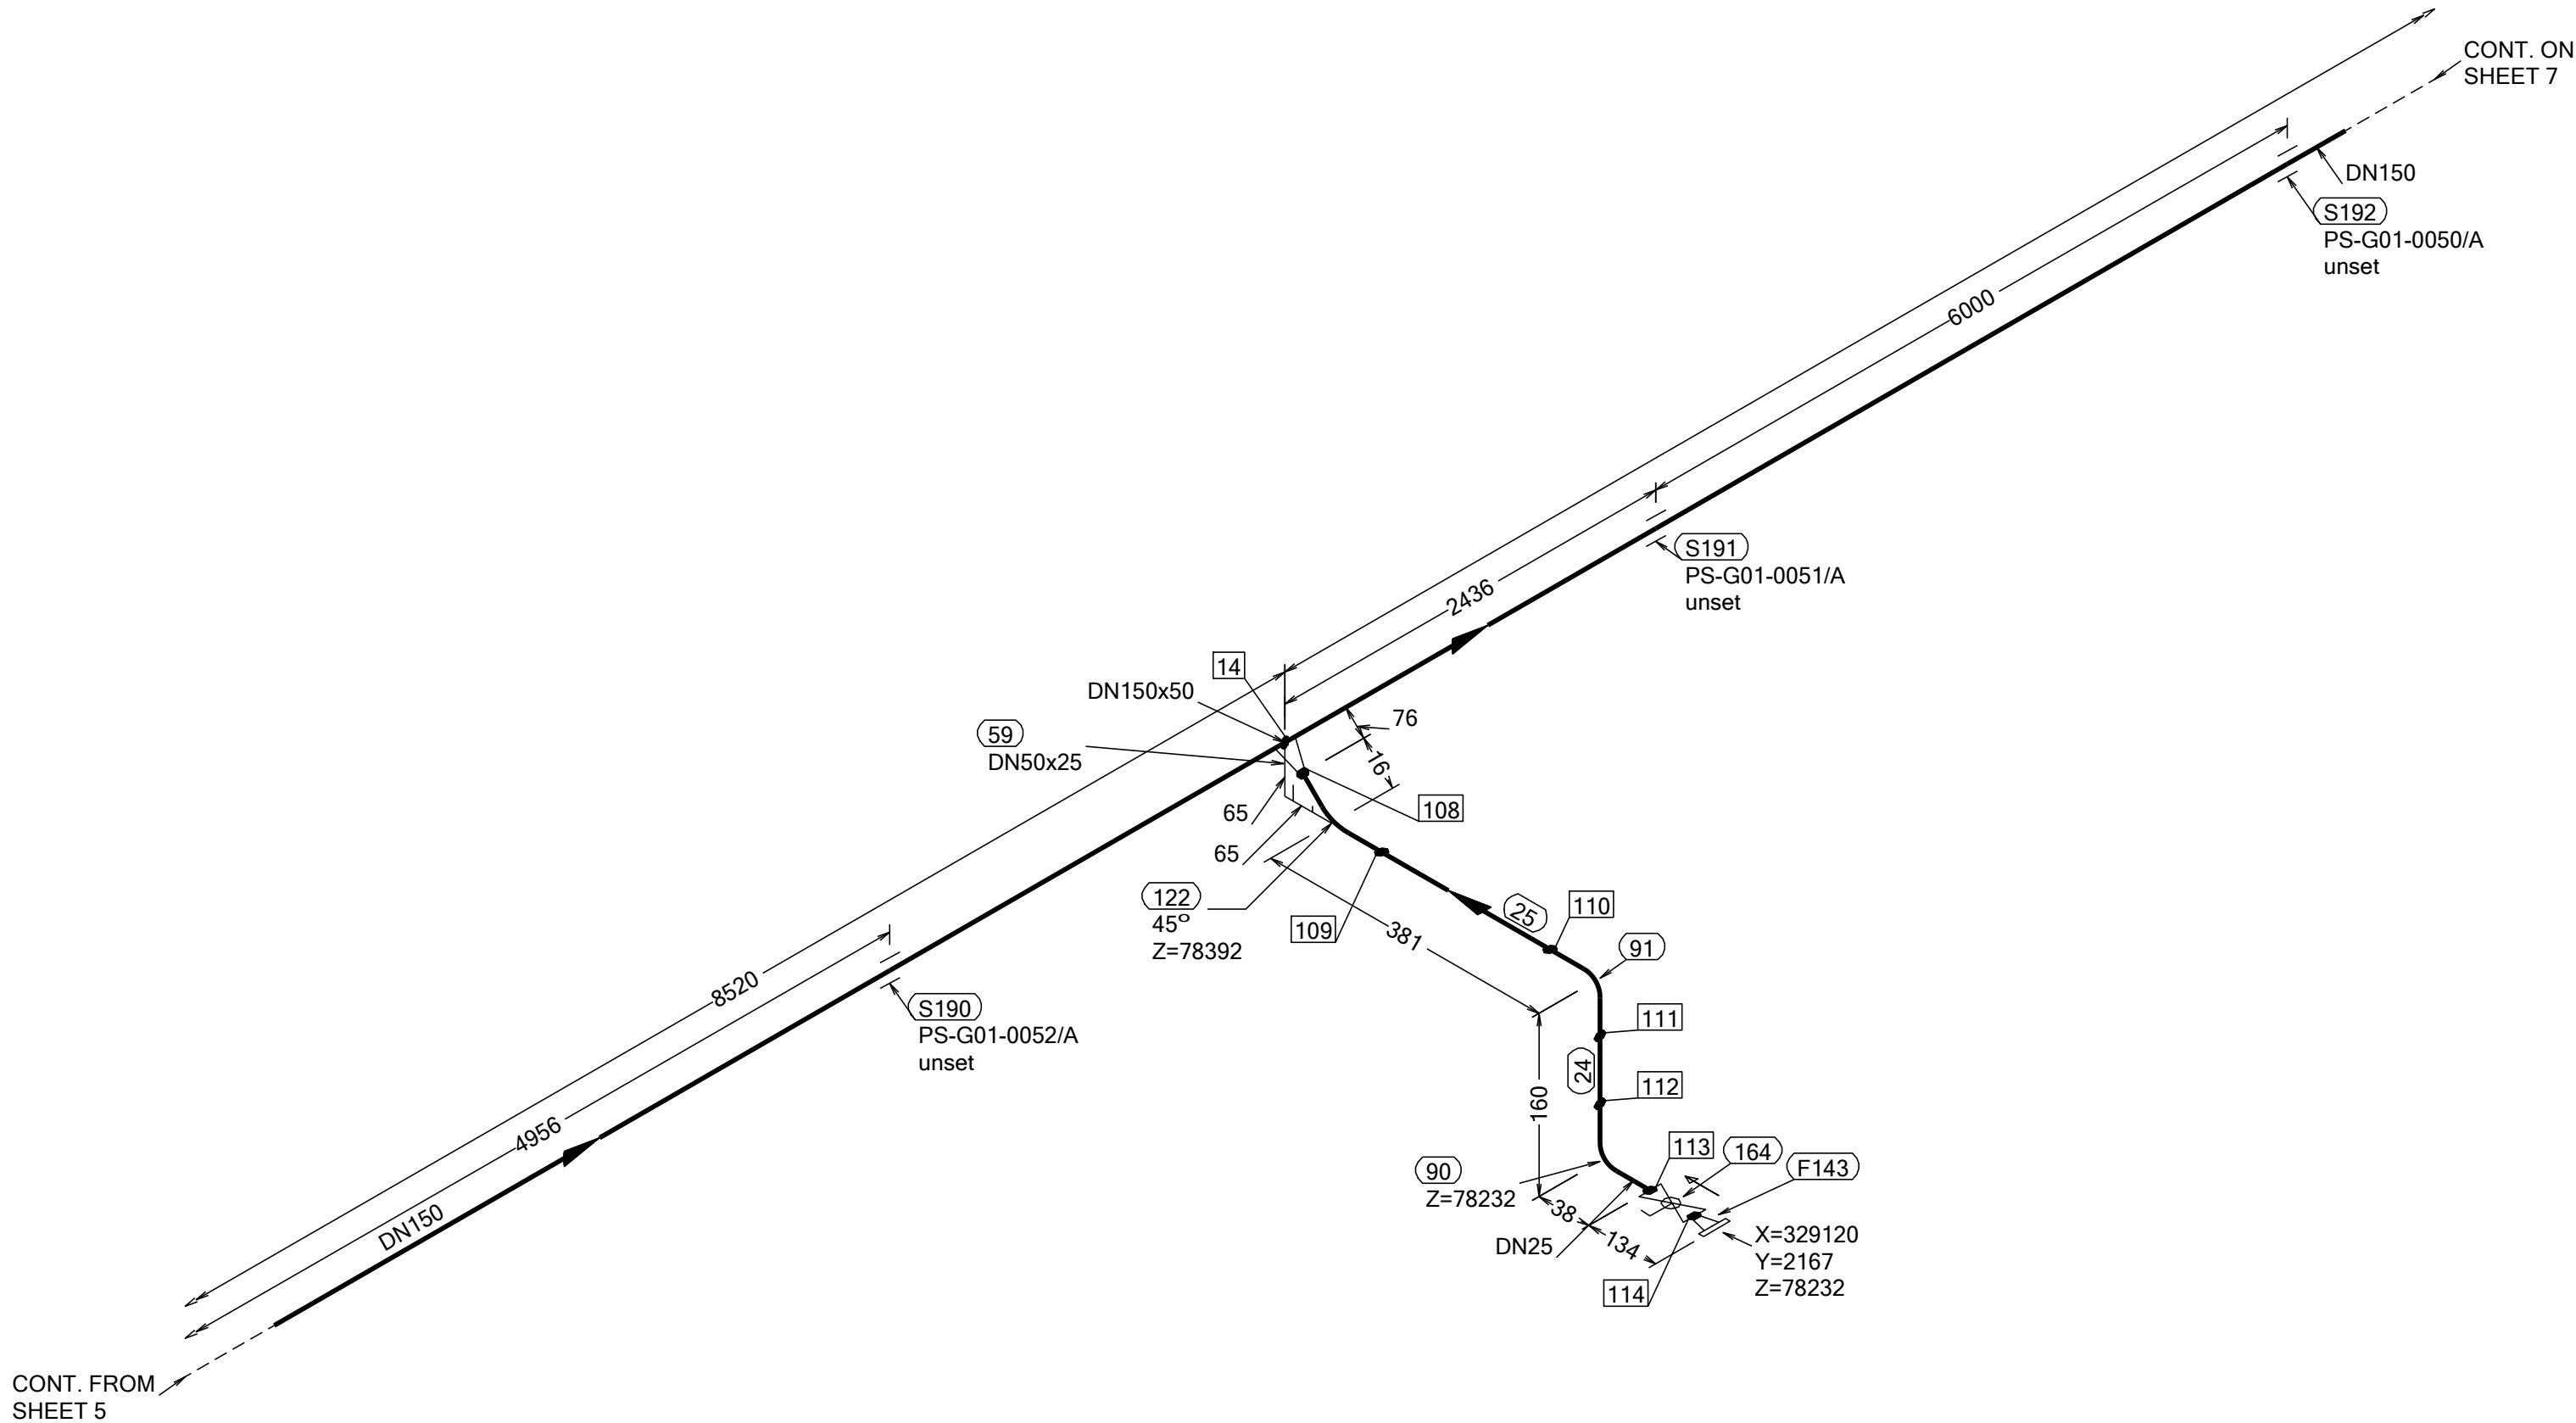 CONT. ON
SHEET 7
DN150
S192
PS-G01-0050/A
unset
6000
S191
PS-G01-0051/A
unset
2436
14
DN150x50
76
59
DN50x25
16
65
108
65
122
45°
Z=78392
109
381
25
110
91
8520
S190
PS-G01-0052/A
unset
111
24
112
160
4956
113
164
F143
90
Z=78232
38
DN150
DN25
134
X=329120
Y=2167
Z=78232
114
CONT. FROM
SHEET 5